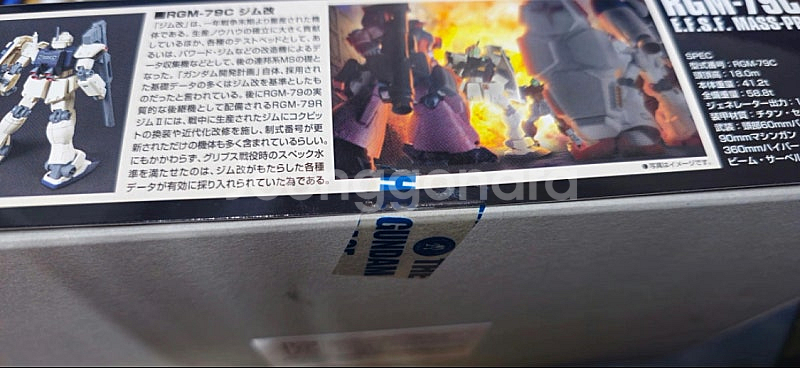 ■RGM-79C ジム改
「ジム改」は、一年戦争末期より量産された機
体である。生産ノウハウの確立に大きく貢献
しているほか、各種のテストベッドとして、あ
るいは、パワード・ジムなどの改造機によるデー
タ収集機などとして、後の連邦系MSの礎と
なった。「ガンダム開発計画」自体、採用され
た基礎データの多くはジム改を基準としたも
のだったと言われている。後にRGM-79の実
質的な後継機として配備されるRGM-79R
ジムⅡには、戦中に生産されたジムにコクピッ
トの換装や近代化改修を施し、制式番号が更
新されただけの機体も多く含まれているらしい。
にもかかわらず、グリプス戦役時のスペック水
準を満たせたのは、ジム改がもたらした各種
データが有効に採り入れられていた為である。
●写真はイメージです。
RGM-79C
E.F.S.F. MASS-P
SPEC
型式番号：RGM-79C
頭頂高：18.0m
本体重量：41.2t
全備重量：58.8t
ジェネレーター出力：1
装甲材質：チタン・セ
武装：頭部60mmバ
90mmマシンガン
360mmハイパー
ビーム・サーベル
joonggonara
THE
GUNDAM